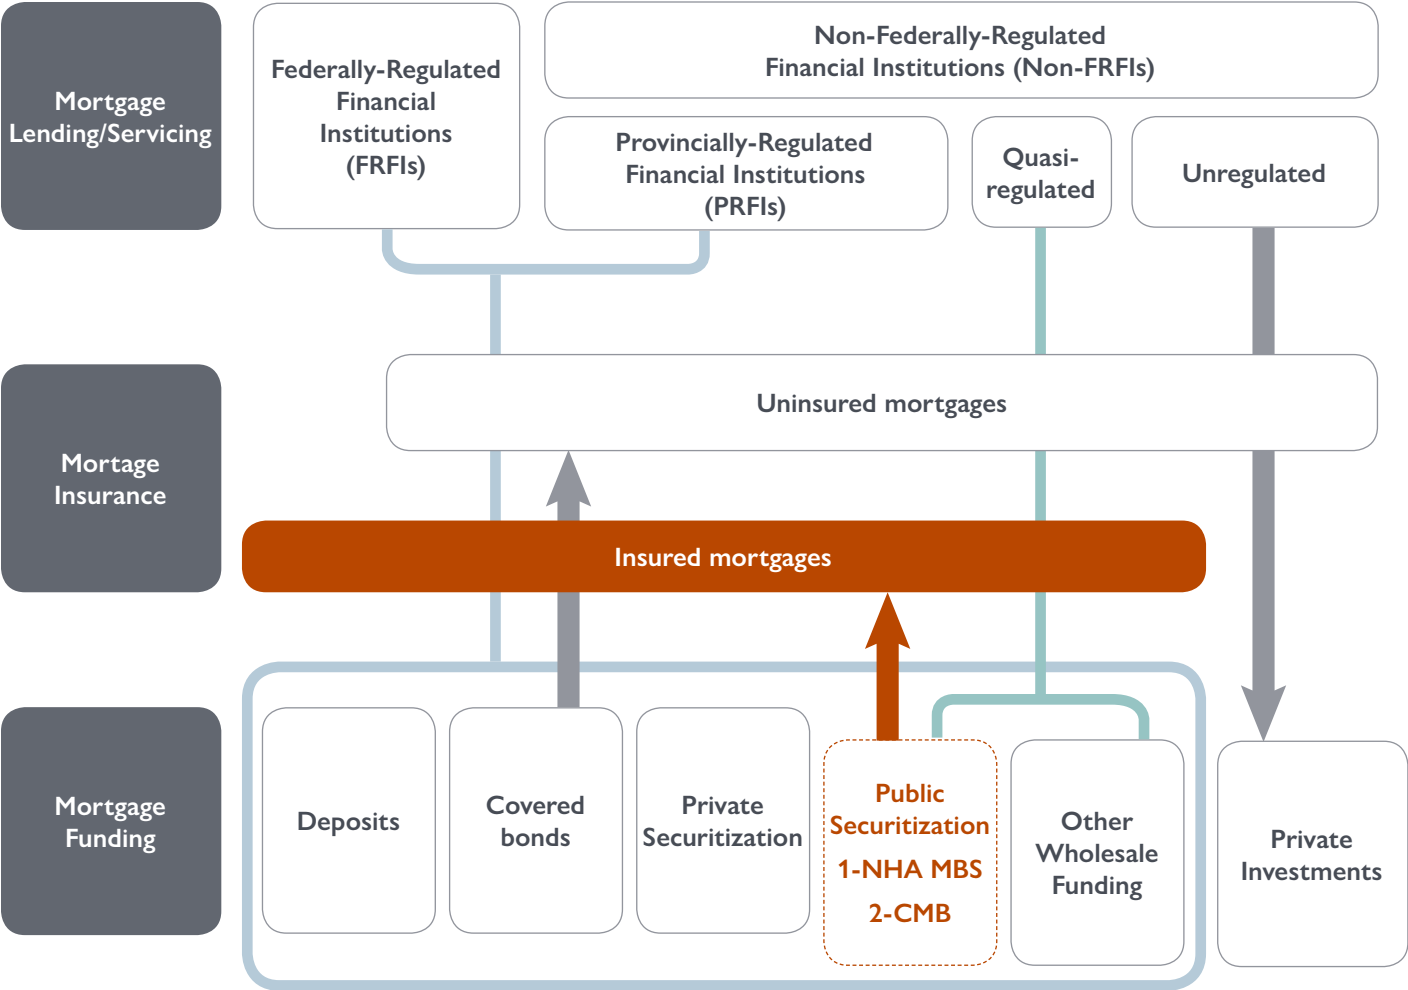 Mortgage
Lending/Servicing
Federally-Regulated
Financial
Institutions
(FRFIs)
Non-Federally-Regulated
Financial Institutions (Non-FRFIs)
Provincially-Regulated
Financial Institutions
(PRFIs)
Quasi-
regulated
Unregulated
Mortage
Insurance
Uninsured mortgages
Insured mortgages
Mortgage
Funding
Deposits
Covered
bonds
Private
Securitization
Public
Securitization
1-NHA MBS
2-CMB
Other
Wholesale
Funding
Private
Investments